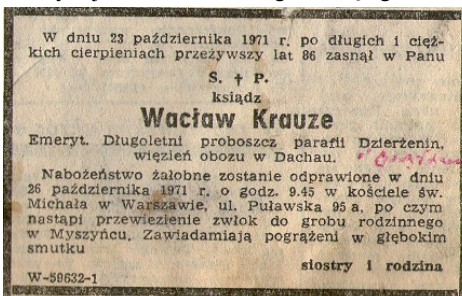 W dniu 23 października 1971 r. po długich i cięż-
kich cierpieniach przeżywszy lat 86 zasnął w Panu
S. † P.
ksiądz
Wacław Krauze
Emeryt. Długoletni proboszcz parafii Dzierżenin,
więzień obozu w Dachau.
Nabożeństwo żałobne zostanie odprawione w dniu
26 października 1971 r. o godz. 9.45 w kościele św.
Michała w Warszawie, ul. Puławska 95 a, po czym
nastąpi przewiezienie zwłok do grobu rodzinnego
w Myszyńcu. Zawiadamiają pogrążeni w głębokim
smutku
siostry i rodzina
W-59632-1